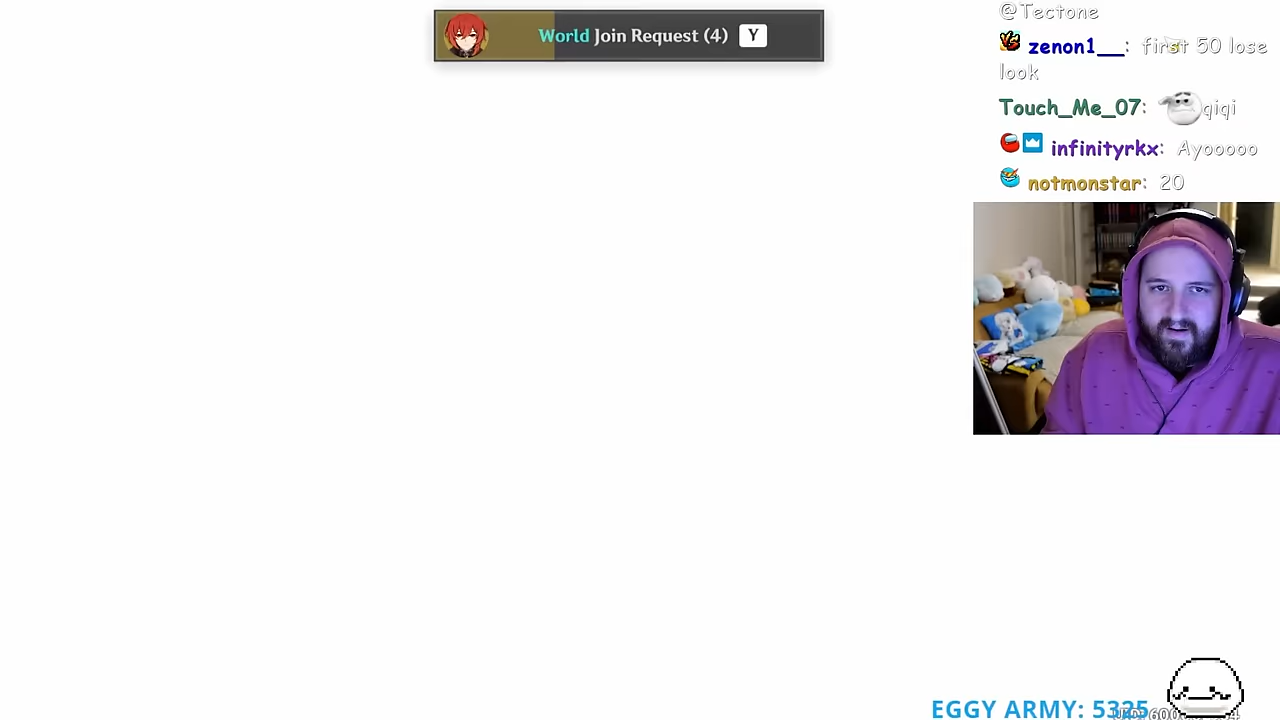 World Join Request (4) Y
@Tectone
zenon1__: first 50 lose
look
Touch_Me_07: qiqi
infinityrkx: Ayooooo
notmonstar: 20
EGGY ARMY: 5325